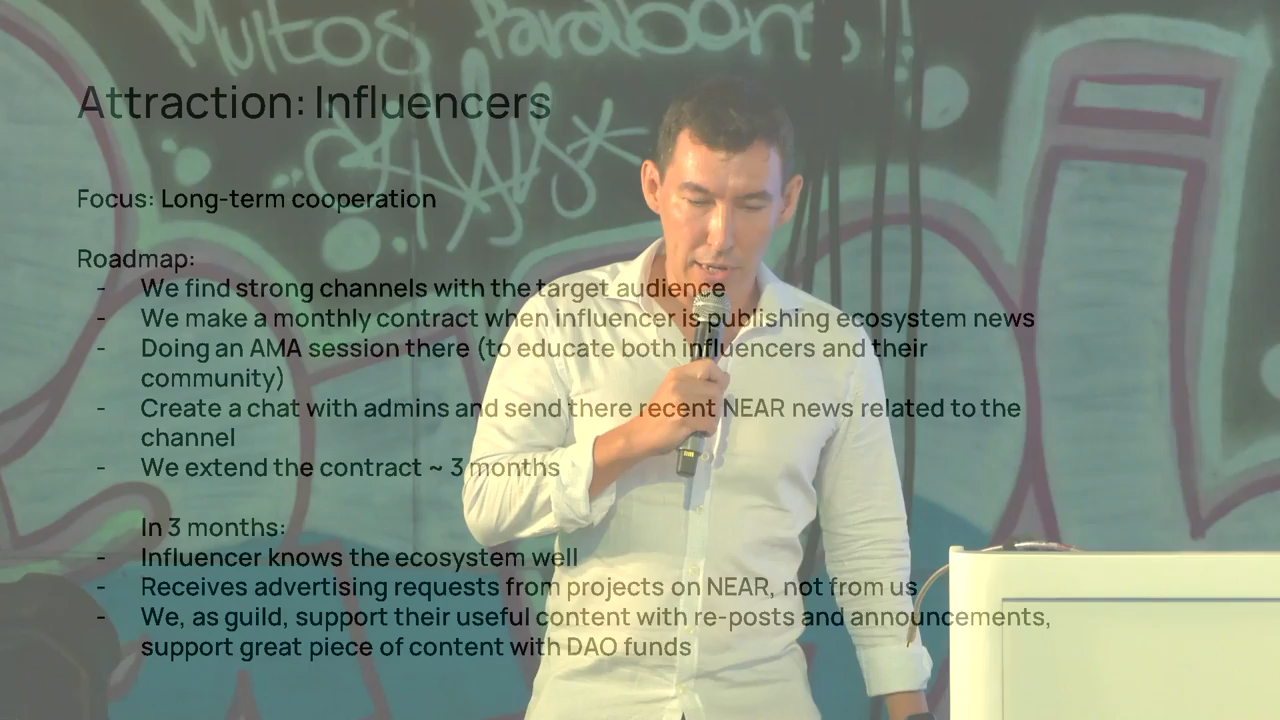 Muitos Parabéns!
Attraction: Influencers
Focus: Long-term cooperation
Roadmap:
- We find strong channels with the target audience
- We make a monthly contract when influencer is publishing ecosystem news
- Doing an AMA session there (to educate both influencers and their
community)
- Create a chat with admins and send there recent NEAR news related to the
channel
- We extend the contract ~ 3 months
In 3 months:
- Influencer knows the ecosystem well
- Receives advertising requests from projects on NEAR, not from us
- We, as guild, support their useful content with re-posts and announcements,
support great piece of content with DAO funds